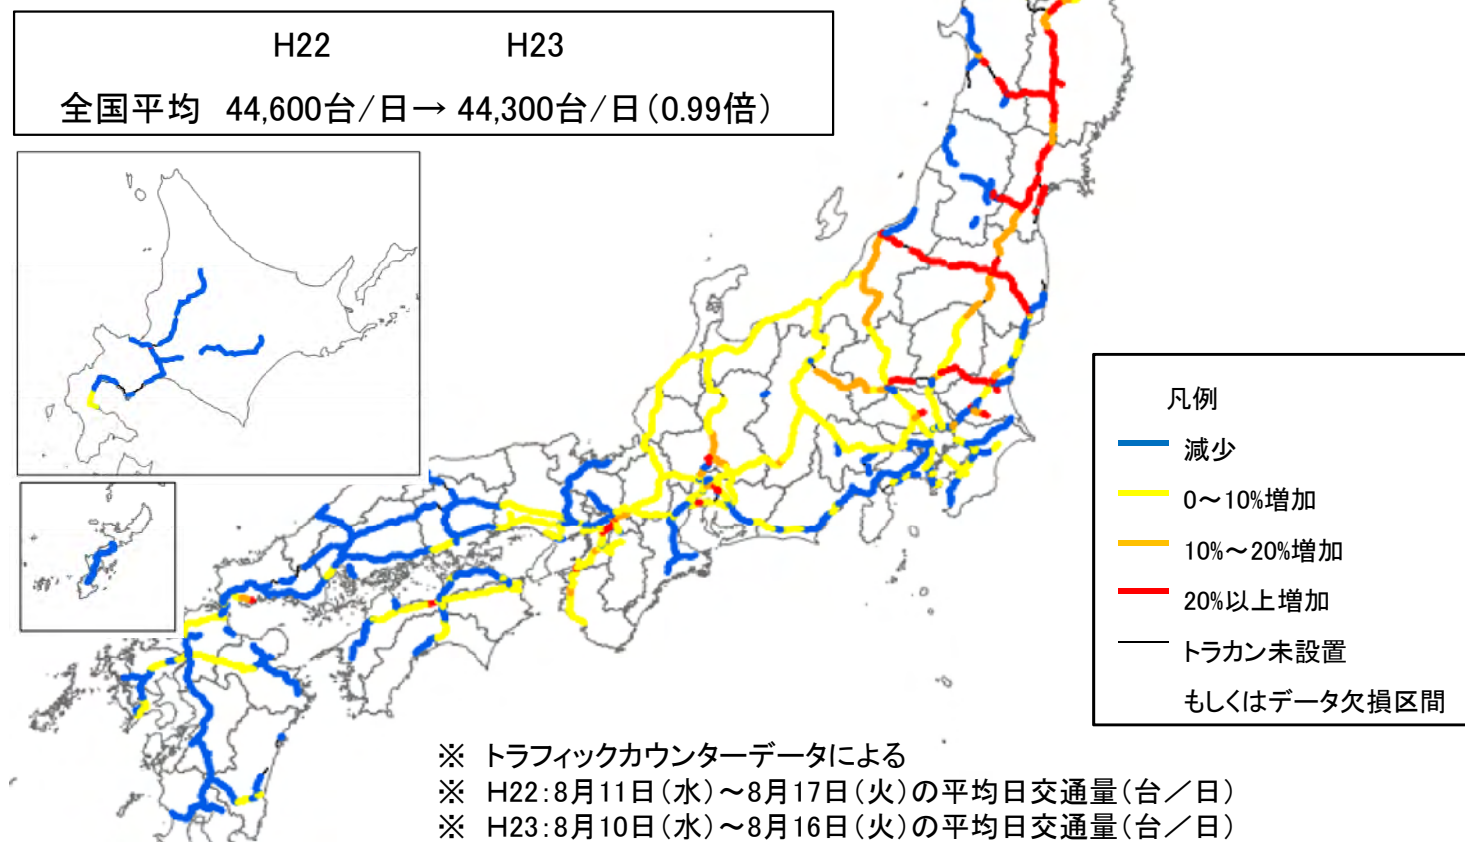 H22 H23
全国平均 44,600台/日→ 44,300台/日(0.99倍)
凡例
減少
0~10%増加
10%~20%増加
20%以上増加
トラカン未設置
もしくはデータ欠損区間
※ トラフィックカウンターデータによる
※ H22:8月11日(水)~8月17日(火)の平均日交通量(台/日)
※ H23:8月10日(水)~8月16日(火)の平均日交通量(台/日)